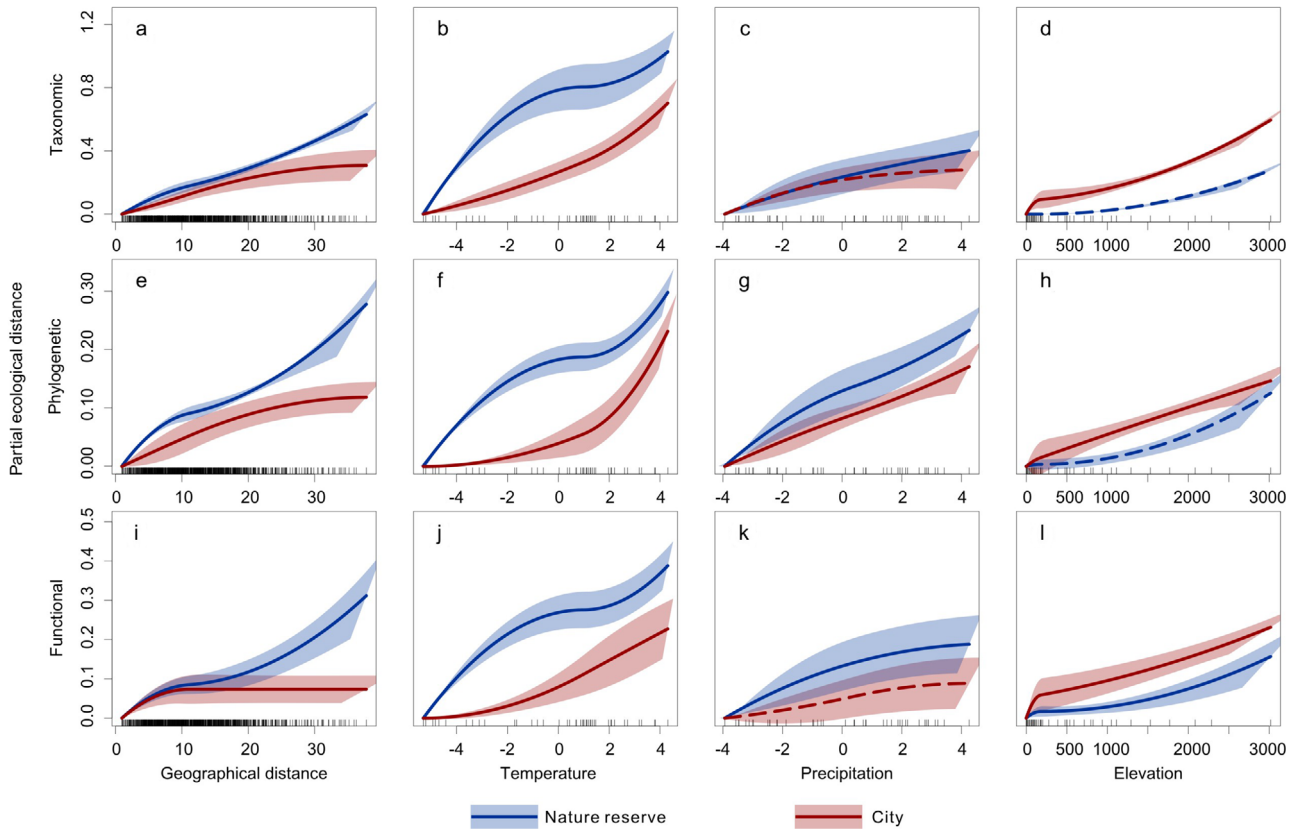 Partial ecological distance
Taxonomic
0.0 0.4 0.8 1.2
a
0 10 20 30
b
-4 -2 0 2 4
c
-4 -2 0 2 4
d
0 500 1000 2000 3000
Phylogenetic
0.00 0.10 0.20 0.30
e
0 10 20 30
f
-4 -2 0 2 4
g
-4 -2 0 2 4
h
0 500 1000 2000 3000
Functional
0.0 0.1 0.2 0.3 0.4 0.5
i
0 10 20 30
Geographical distance
j
-4 -2 0 2 4
Temperature
k
-4 -2 0 2 4
Precipitation
l
0 500 1000 2000 3000
Elevation
Nature reserve
City